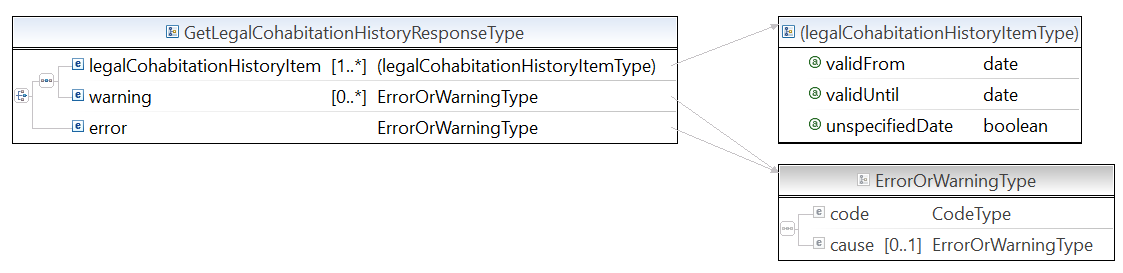 GetLegalCohabitationHistoryResponseType
legalCohabitationHistoryItem [1..*] (legalCohabitationHistoryItemType)
warning [0..*] ErrorOrWarningType
error ErrorOrWarningType
(legalCohabitationHistoryItemType)
validFrom date
validUntil date
unspecifiedDate boolean
ErrorOrWarningType
code CodeType
cause [0..1] ErrorOrWarningType